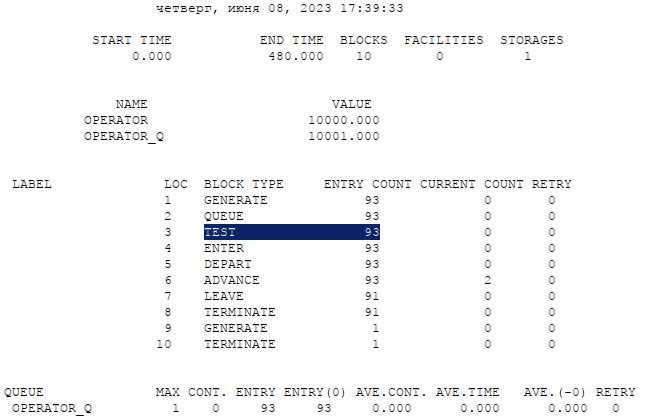 четверг, июня 08, 2023 17:39:33
START TIME END TIME BLOCKS FACILITIES STORAGES
0.000 480.000 10 0 1
NAME VALUE
OPERATOR 10000.000
OPERATOR_Q 10001.000
LABEL LOC BLOCK TYPE ENTRY COUNT CURRENT COUNT RETRY
1 GENERATE 93 0 0
2 QUEUE 93 0 0
3 TEST 93 0 0
4 ENTER 93 0 0
5 DEPART 93 0 0
6 ADVANCE 93 2 0
7 LEAVE 91 0 0
8 TERMINATE 91 0 0
9 GENERATE 1 0 0
10 TERMINATE 1 0 0
QUEUE MAX CONT. ENTRY ENTRY(0) AVE.CONT. AVE.TIME AVE.(-0) RETRY
OPERATOR_Q 1 0 93 93 0.000 0.000 0.000 0